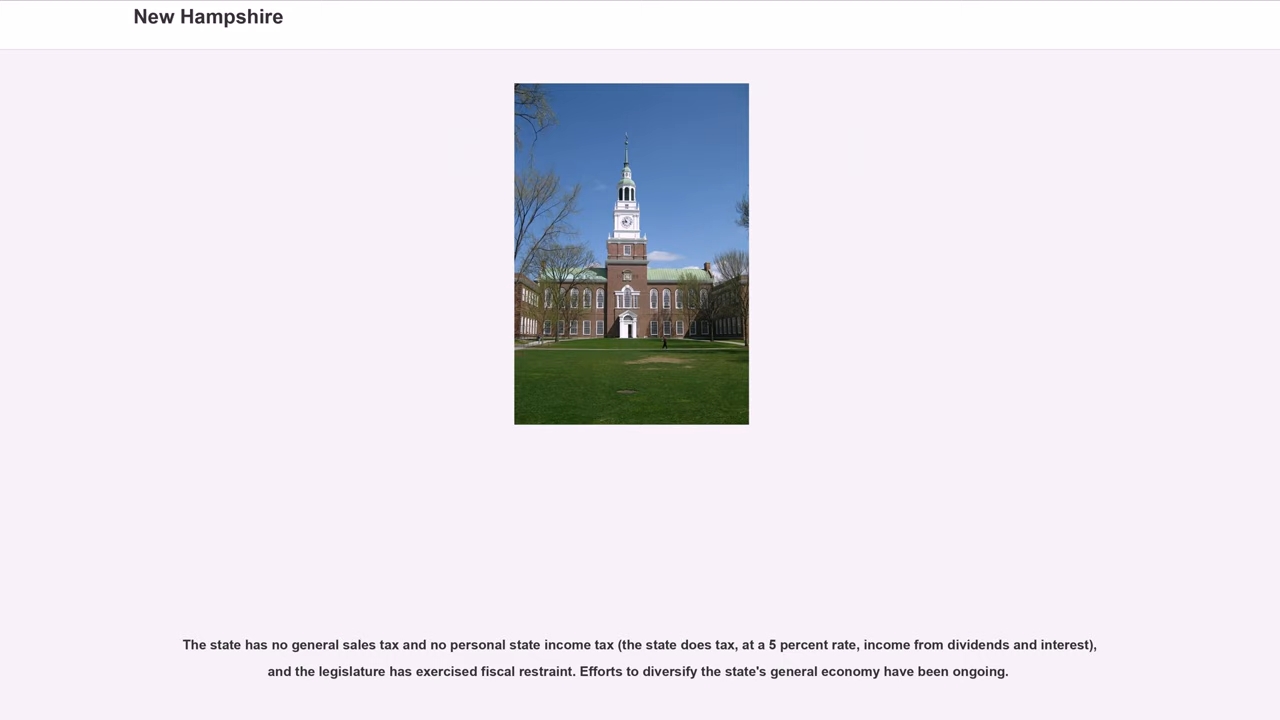 New Hampshire
The state has no general sales tax and no personal state income tax (the state does tax, at a 5 percent rate, income from dividends and interest),
and the legislature has exercised fiscal restraint. Efforts to diversify the state's general economy have been ongoing.